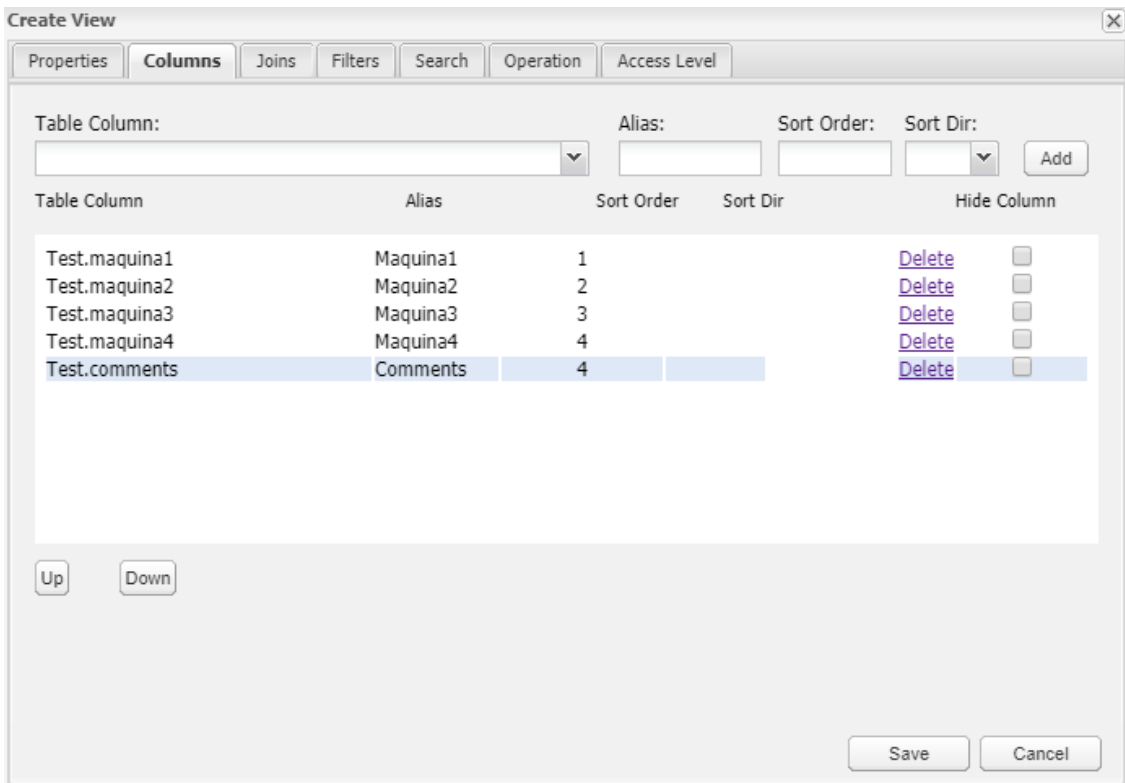 Create View
Properties Columns Joins Filters Search Operation Access Level
Table Column: Alias: Sort Order: Sort Dir:
Add
Table Column Alias Sort Order Sort Dir Hide Column
Test.maquina1 Maquina1 1 Delete
Test.maquina2 Maquina2 2 Delete
Test.maquina3 Maquina3 3 Delete
Test.maquina4 Maquina4 4 Delete
Test.comments Comments 4 Delete
Up Down
Save Cancel